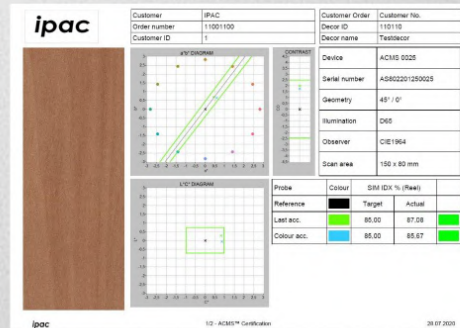 ipac
Customer IPAC
Order number 11001100
Customer ID 1
Customer Order Customer No.
Decor ID 110110
Decor name Testdecor
a*b* DIAGRAM
CONTRAST
Device ACMS 0025
Serial number AS802201250025
Geometry 45° / 0°
Illumination D65
Observer CIE1964
Scan area 150 x 80 mm
L*C* DIAGRAM
Probe Colour SIM IDX % (Reel)
Reference Target Actual
Last acc. 85.00 87.08
Colour acc. 85.00 85.67
ipac 1/2 - ACMS™ Certification 28.07.2020